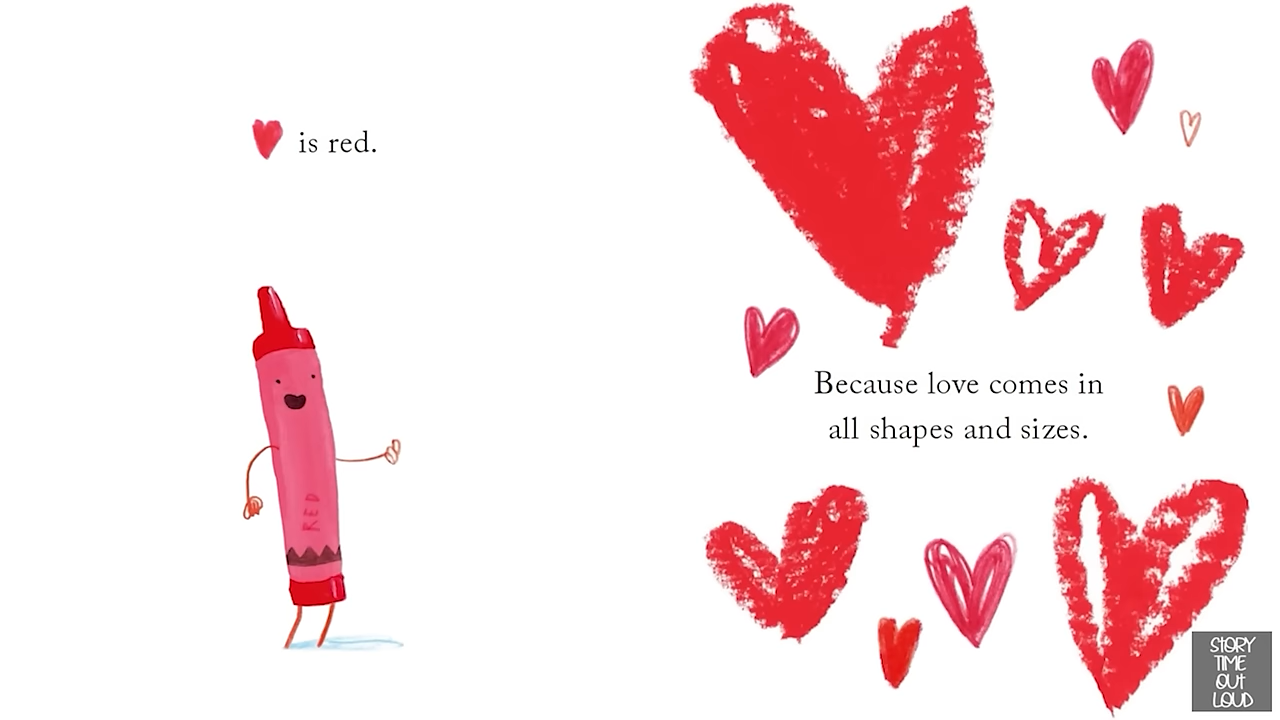 is red.
RED
Because love comes in
all shapes and sizes.
STORY
TIME
OUt
LOUD